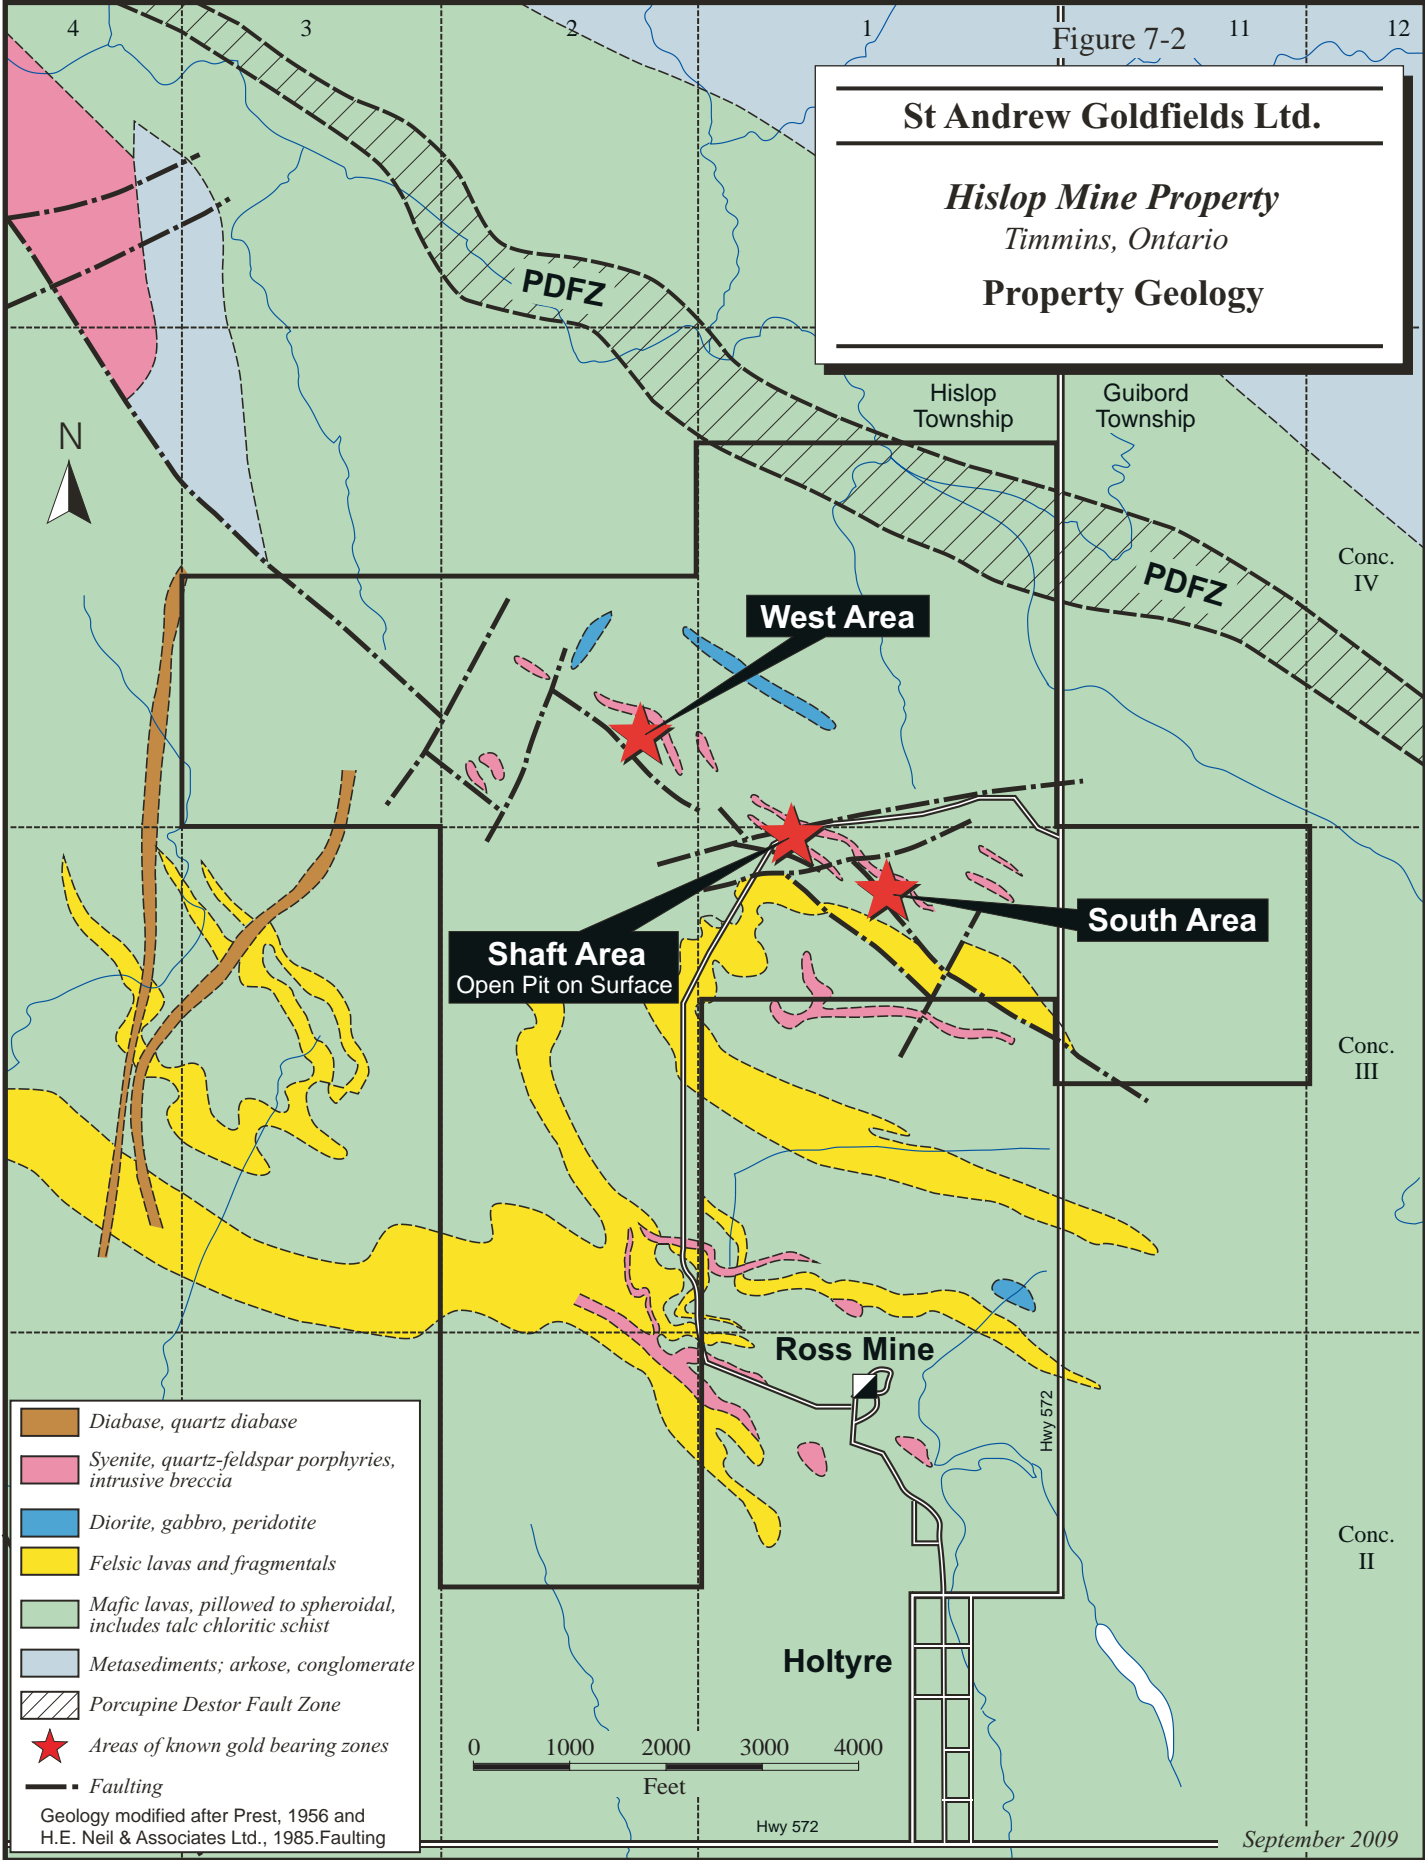 4
3
2
1
Figure 7-2
11
12
St Andrew Goldfields Ltd.
Hislop Mine Property
Timmins, Ontario
Property Geology
PDFZ
Hislop
Township
Guibord
Township
N
Conc.
IV
PDFZ
West Area
South Area
Shaft Area
Open Pit on Surface
Conc.
III
Ross Mine
Hwy 572
Conc.
II
Holtyre
Diabase, quartz diabase
Syenite, quartz-feldspar porphyries,
intrusive breccia
Diorite, gabbro, peridotite
Felsic lavas and fragmentals
Mafic lavas, pillowed to spheroidal,
includes talc chloritic schist
Metasediments; arkose, conglomerate
Porcupine Destor Fault Zone
Areas of known gold bearing zones
Faulting
Geology modified after Prest, 1956 and
H.E. Neil & Associates Ltd., 1985.Faulting
0 1000 2000 3000 4000
Feet
Hwy 572
September 2009